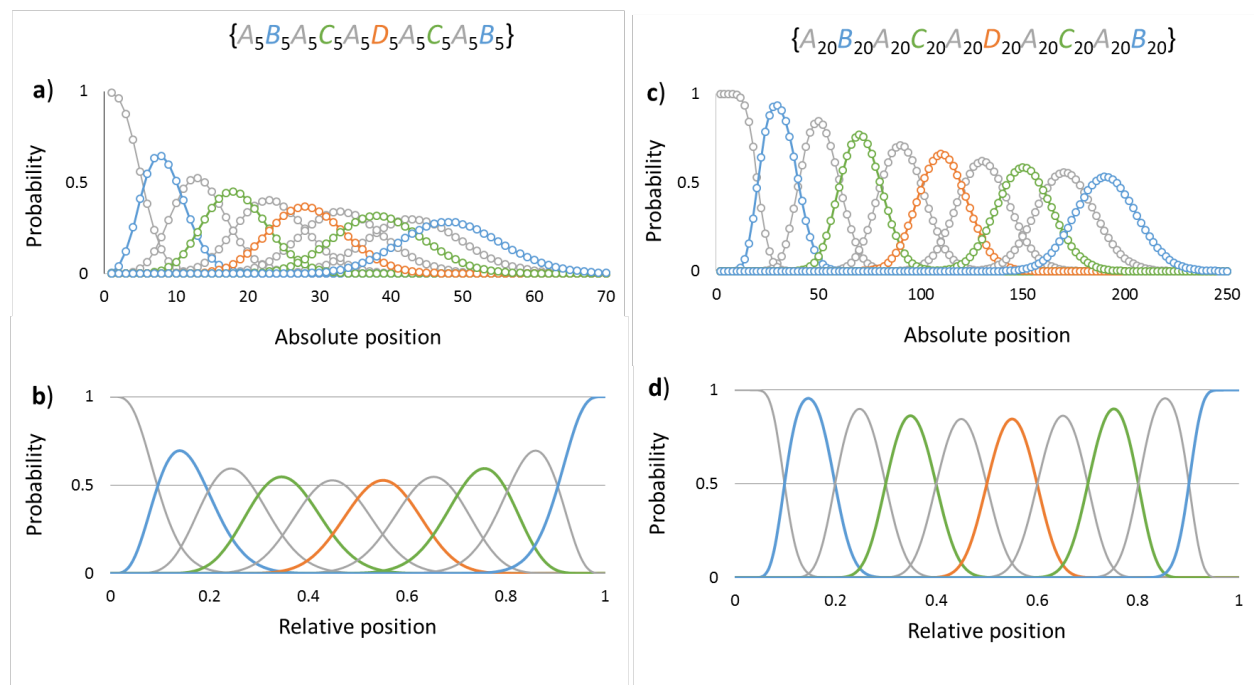 {A5B5A5C5A5D5A5C5A5B5}
a)
1
0.5
0
Probability
0 10 20 30 40 50 60 70
Absolute position
b)
1
0.5
0
Probability
0 0.2 0.4 0.6 0.8 1
Relative position
{A20B20A20C20A20D20A20C20A20B20}
c)
1
0.5
0
Probability
0 50 100 150 200 250
Absolute position
d)
1
0.5
0
Probability
0 0.2 0.4 0.6 0.8 1
Relative position